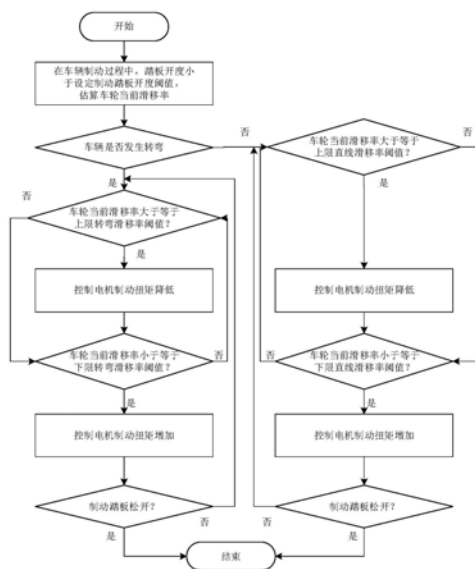 开始
在车辆制动过程中，踏板开度小
于设定制动踏板开度阈值，
估算车轮当前滑移率
车辆是否发生转弯
否
是
车轮当前滑移率大于等于
上限转弯滑移率阈值？
否
是
控制电机制动扭矩降低
车轮当前滑移率小于等于
下限转弯滑移率阈值？
否
是
控制电机制动扭矩增加
制动踏板松开？
否
是
车轮当前滑移率大于等于
上限直线滑移率阈值？
否
是
控制电机制动扭矩降低
车轮当前滑移率小于等于
下限直线滑移率阈值？
否
是
控制电机制动扭矩增加
制动踏板松开？
否
是
结束